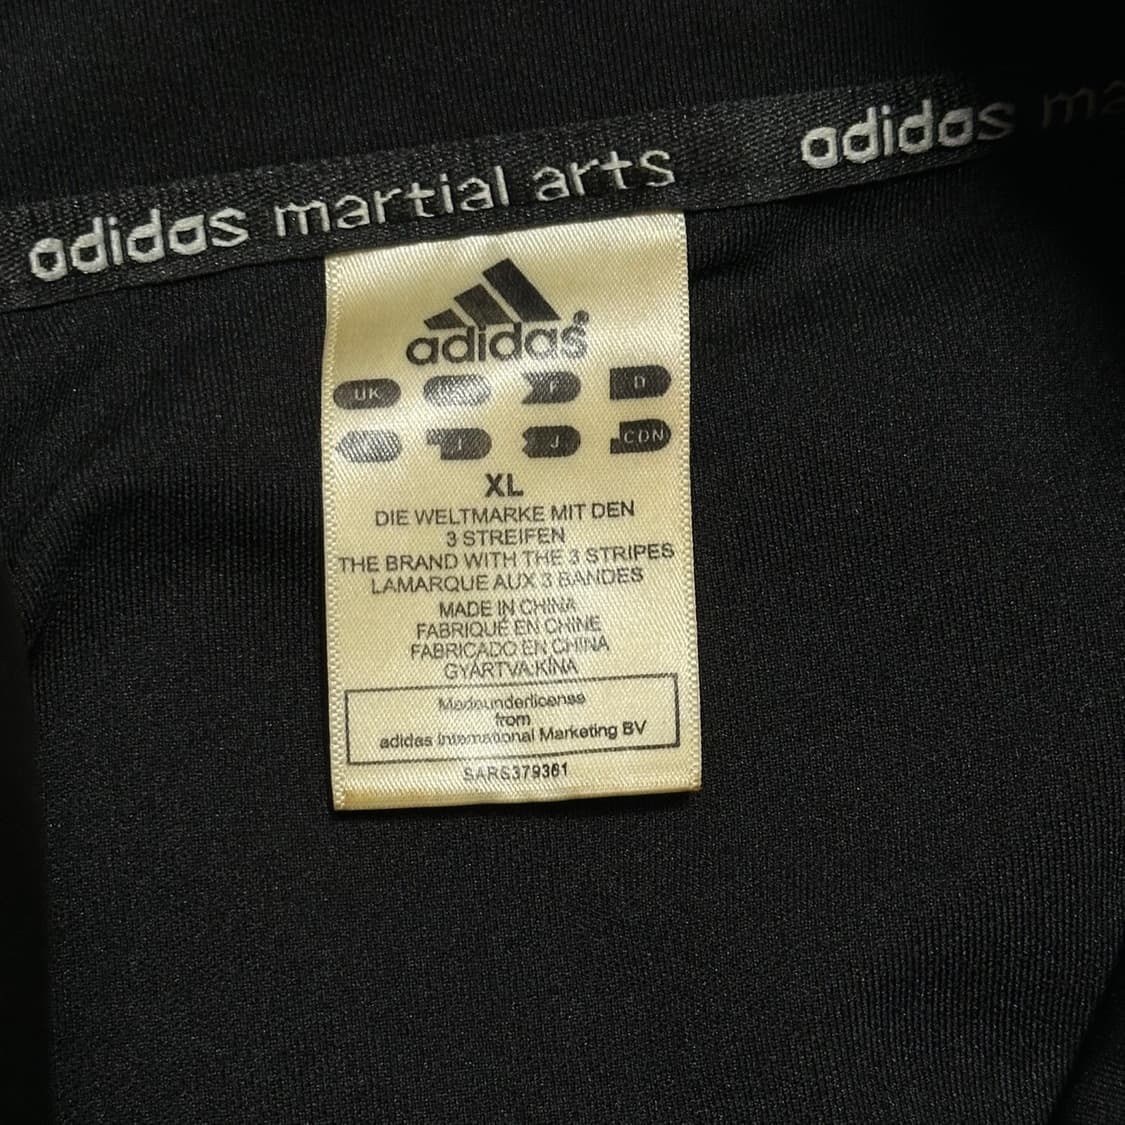 adidas martial arts adidas
adidas®
UK F D
I J CDN
XL
DIE WELTMARKE MIT DEN
3 STREIFEN
THE BRAND WITH THE 3 STRIPES
LAMARQUE AUX 3 BANDES
MADE IN CHINA
FABRIQUÉ EN CHINE
FABRICADO EN CHINA
GYÁRTVA:KÍNA
Madeunderlicense
from
adidas International Marketing BV
SARS379361